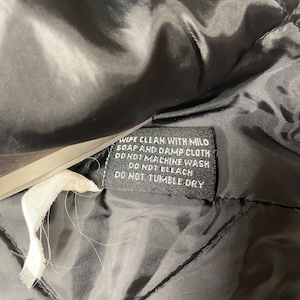 WIPE CLEAN WITH MILD
SOAP AND DAMP CLOTH
DO NOT MACHINE WASH
DO NOT BLEACH
DO NOT TUMBLE DRY